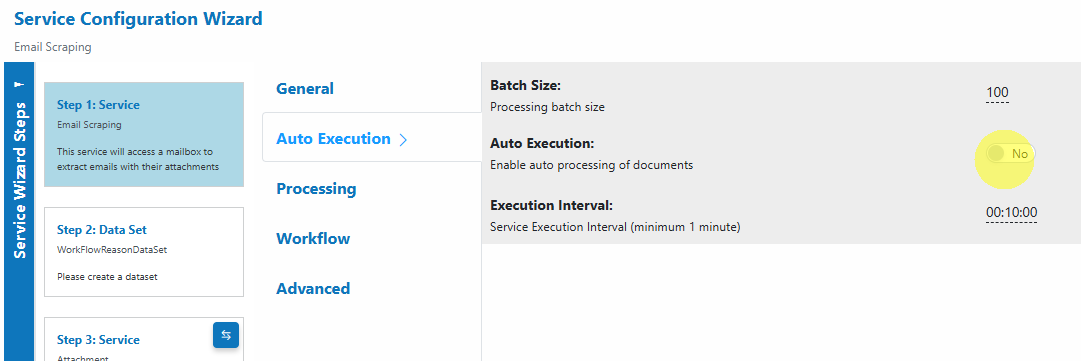 Service Configuration Wizard
Email Scraping
Service Wizard Steps
Step 1: Service
Email Scraping
This service will access a mailbox to
extract emails with their attachments
Step 2: Data Set
WorkFlowReasonDataSet
Please create a dataset
Step 3: Service
Attachment
General
Auto Execution
Processing
Workflow
Advanced
Batch Size:
Processing batch size
100
Auto Execution:
Enable auto processing of documents
No
Execution Interval:
Service Execution Interval (minimum 1 minute)
00:10:00